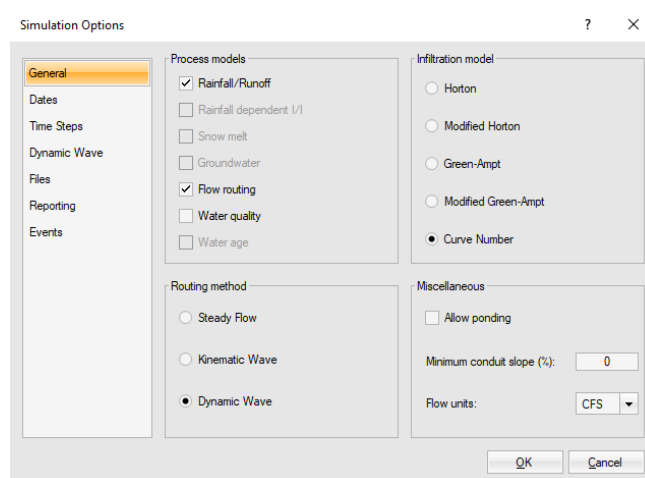 Simulation Options
?
General
Dates
Time Steps
Dynamic Wave
Files
Reporting
Events
Process models
Rainfall/Runoff
Rainfall dependent I/I
Snow melt
Groundwater
Flow routing
Water quality
Water age
Infiltration model
Horton
Modified Horton
Green-Ampt
Modified Green-Ampt
Curve Number
Routing method
Steady Flow
Kinematic Wave
Dynamic Wave
Miscellaneous
Allow ponding
Minimum conduit slope (%): 0
Flow units: CFS
OK Cancel